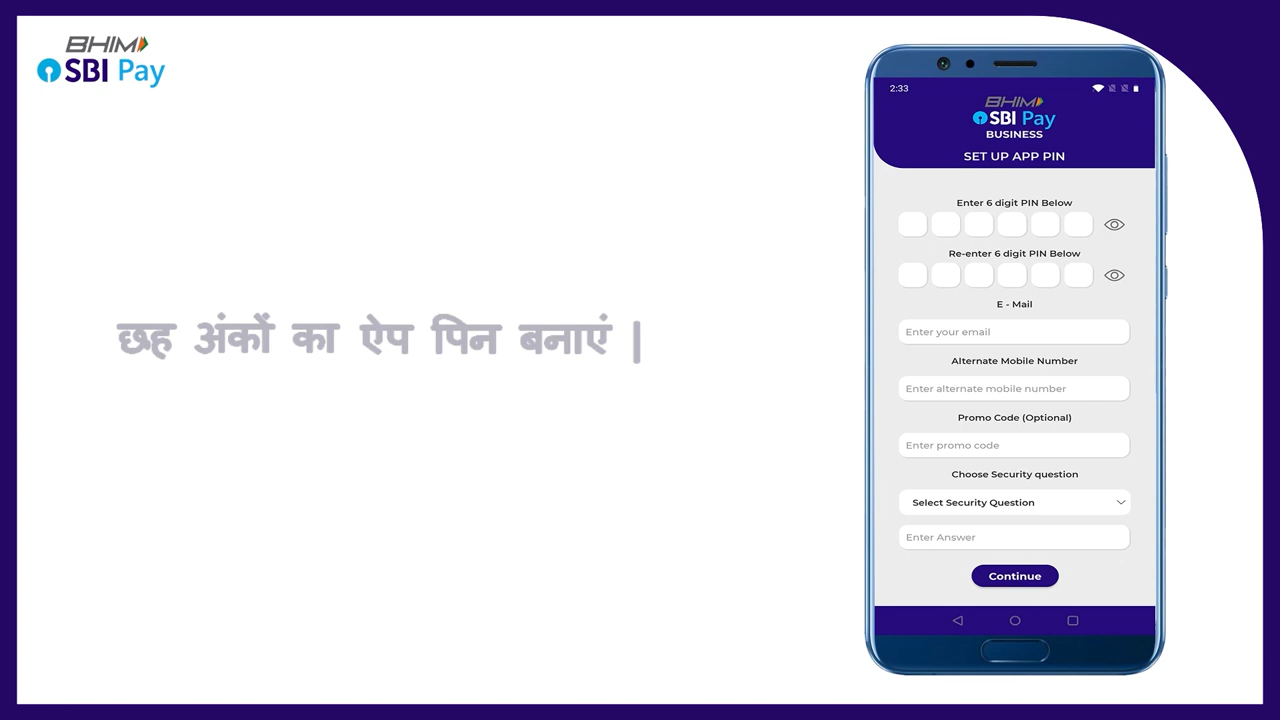 BHIM
SBI Pay
छह अंकों का ऐप पिन बनाएं |
2:33
BHIM
SBI Pay
BUSINESS
SET UP APP PIN
Enter 6 digit PIN Below
Re-enter 6 digit PIN Below
E - Mail
Enter your email
Alternate Mobile Number
Enter alternate mobile number
Promo Code (Optional)
Enter promo code
Choose Security question
Select Security Question
Enter Answer
Continue